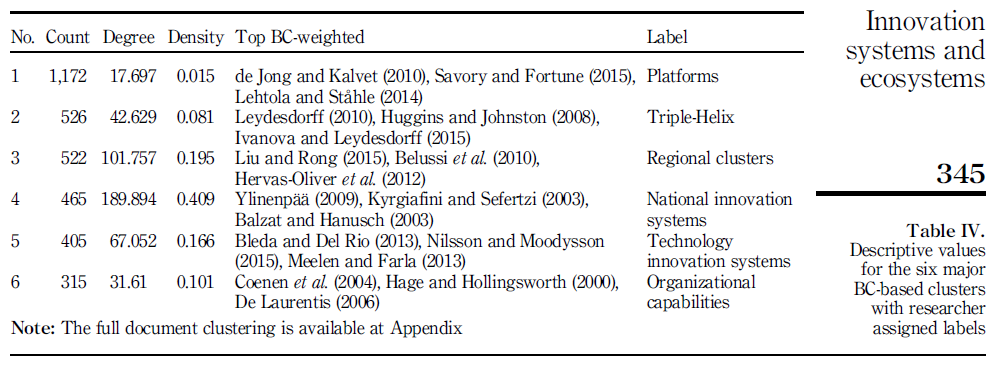 No. Count Degree Density Top BC-weighted Label
1 1,172 17.697 0.015 de Jong and Kalvet (2010), Savory and Fortune (2015), Platforms
Lehtola and Ståhle (2014)
2 526 42.629 0.081 Leydesdorff (2010), Huggins and Johnston (2008), Triple-Helix
Ivanova and Leydesdorff (2015)
3 522 101.757 0.195 Liu and Rong (2015), Belussi et al. (2010), Regional clusters
Hervas-Oliver et al. (2012)
4 465 189.894 0.409 Ylinenpää (2009), Kyrgiafini and Sefertzi (2003), National innovation
Balzat and Hanusch (2003) systems
5 405 67.052 0.166 Bleda and Del Rio (2013), Nilsson and Moodysson Technology
(2015), Meelen and Farla (2013) innovation systems
6 315 31.61 0.101 Coenen et al. (2004), Hage and Hollingsworth (2000), Organizational
De Laurentis (2006) capabilities
Note: The full document clustering is available at Appendix
Innovation
systems and
ecosystems
345
Table IV.
Descriptive values
for the six major
BC-based clusters
with researcher
assigned labels